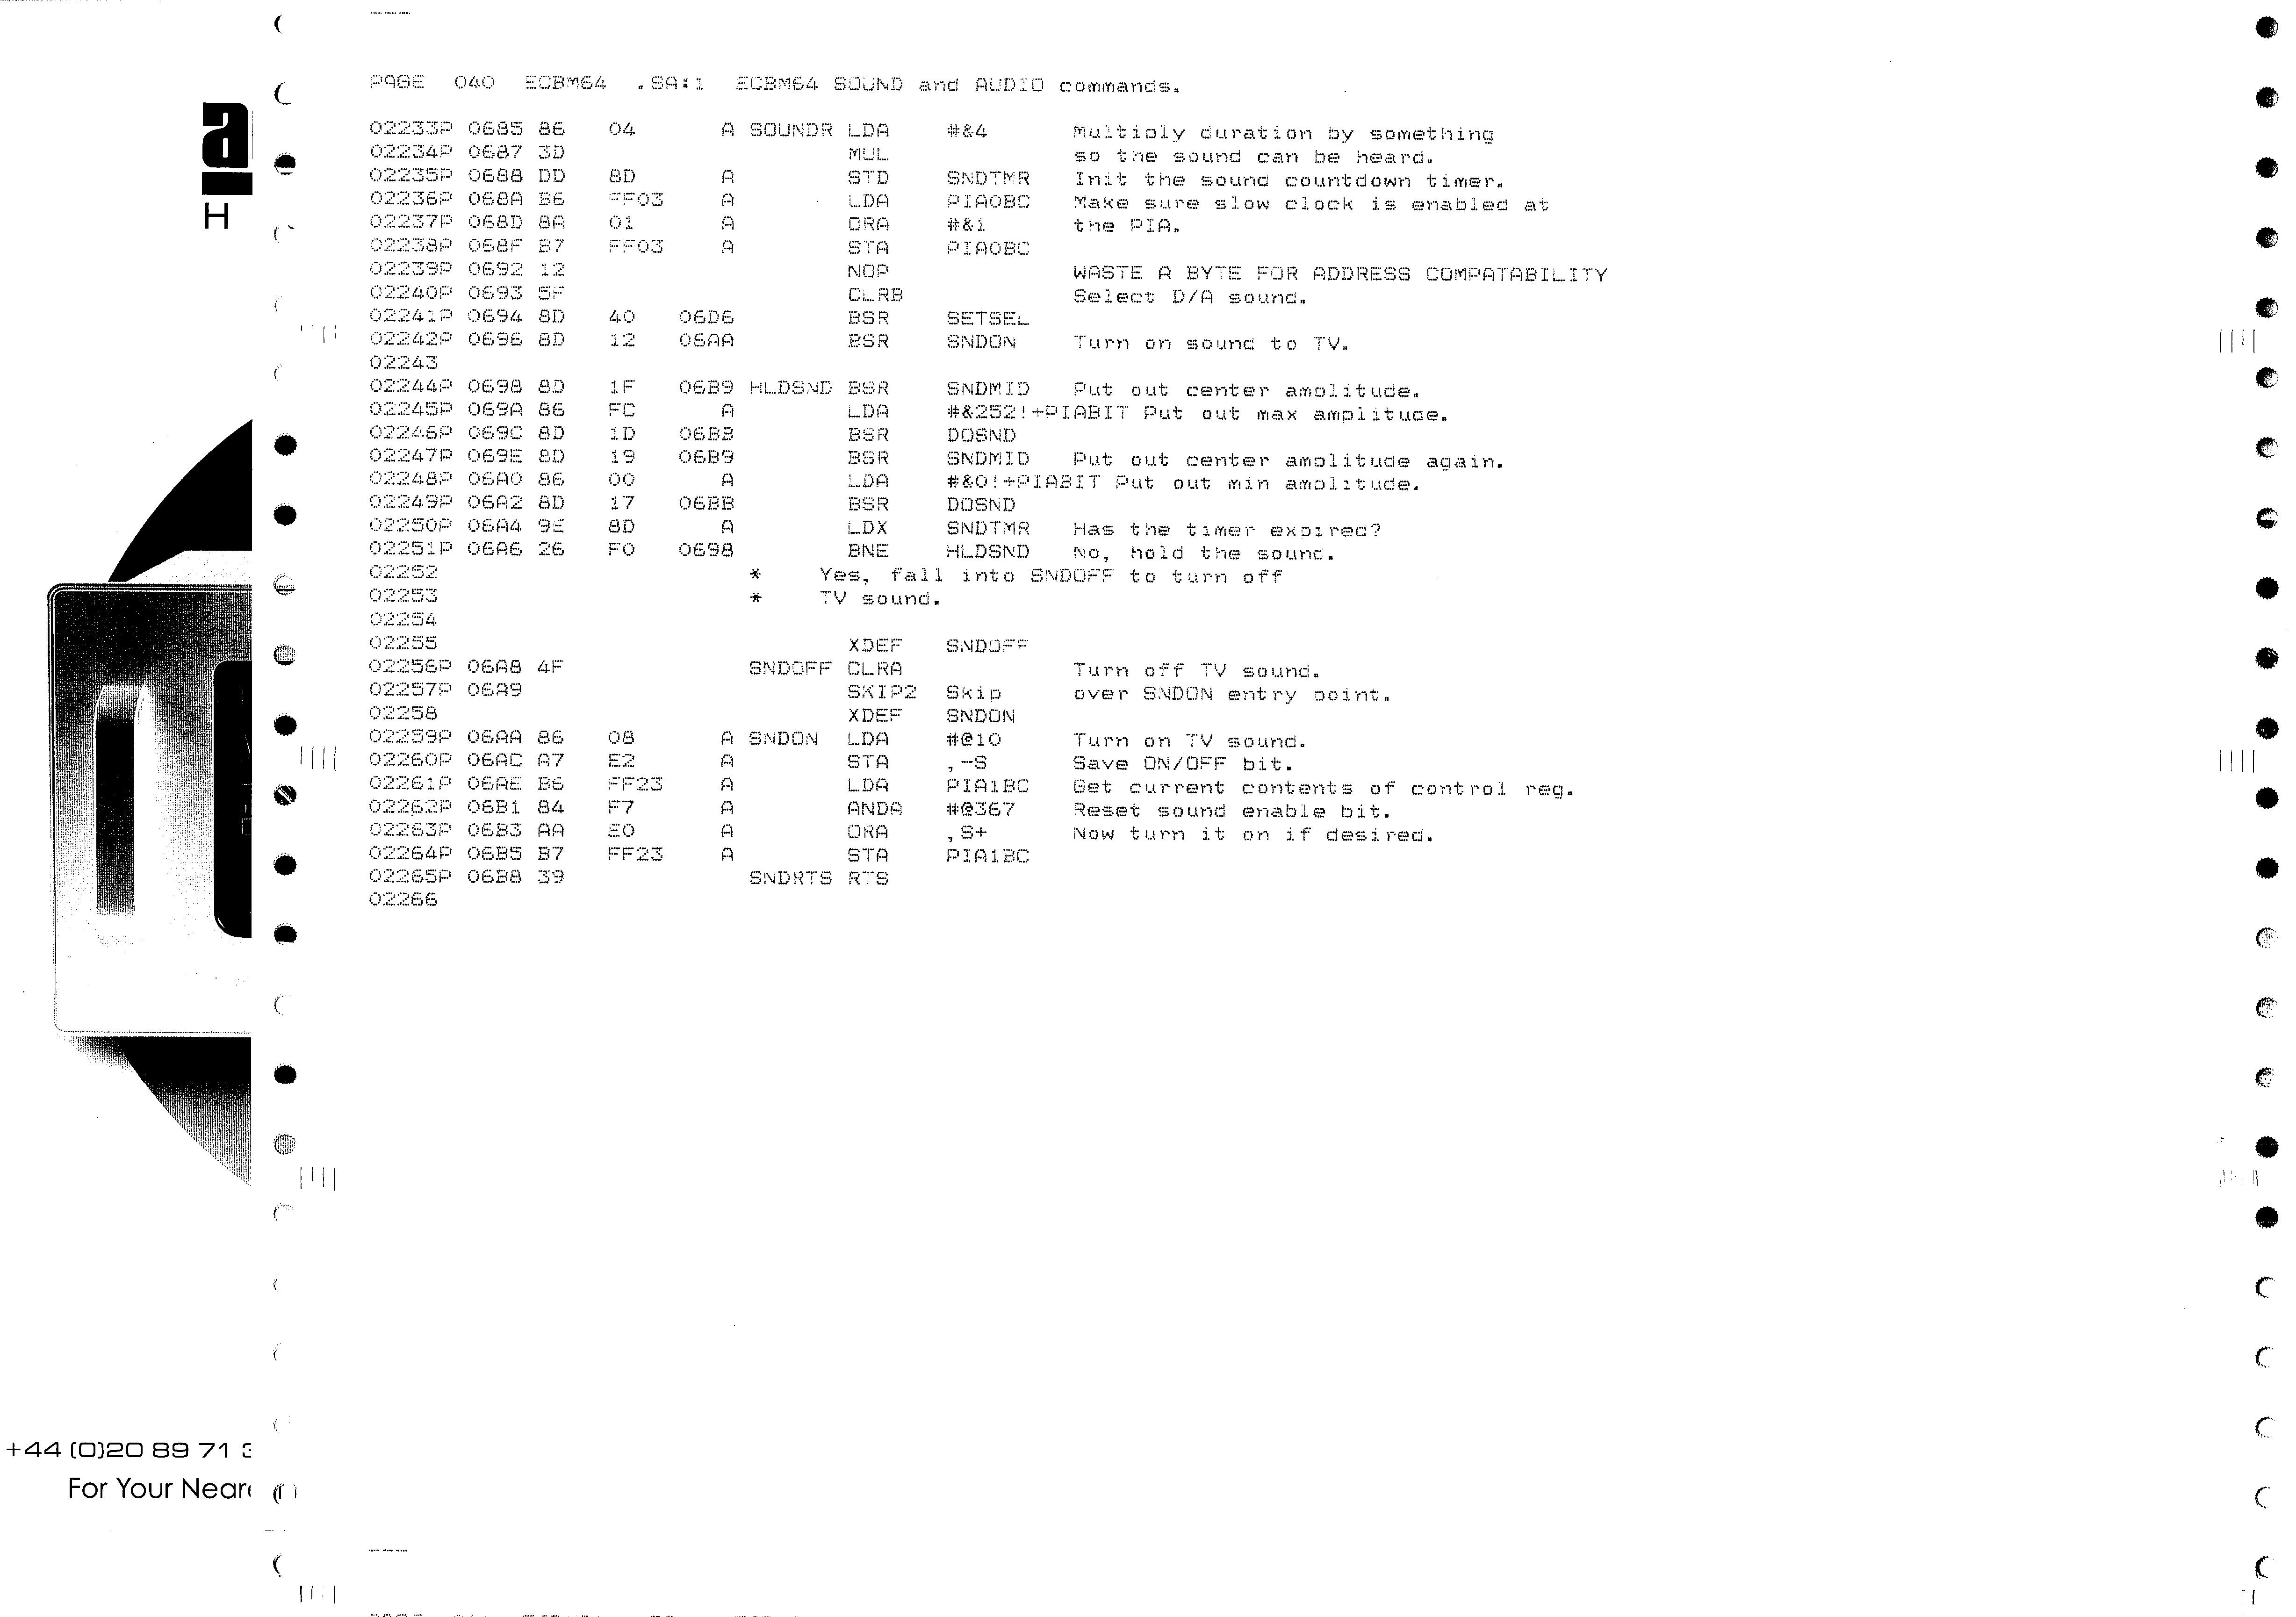 PAGE 040 ECBM64 .SA:1 ECBM64 SOUND and AUDIO commands.
02233P 0685 86 04 A SOUNDR LDA #&4 Multiply duration by something
02234P 0687 3D MUL so the sound can be heard.
02235P 0688 DD 8D A STD SNDTMR Init the sound countdown timer.
02236P 068A B6 FF03 A LDA PIA0BC Make sure slow clock is enabled at
02237P 068D 8A 01 A ORA #&1 the PIA.
02238P 068F B7 FF03 A STA PIA0BC
02239P 0692 12 NOP WASTE A BYTE FOR ADDRESS COMPATABILITY
02240P 0693 5F CLRB Select D/A sound.
02241P 0694 8D 40 06D6 BSR SETSEL
02242P 0696 8D 12 06AA BSR SNDON Turn on sound to TV.
02243
02244P 0698 8D 1F 06B9 HLDSND BSR SNDMID Put out center amplitude.
02245P 069A 86 FC A LDA #&252!+PIABIT Put out max amplitude.
02246P 069C 8D 1D 06BB BSR DOSND
02247P 069E 8D 19 06B9 BSR SNDMID Put out center amplitude again.
02248P 06A0 86 00 A LDA #&0!+PIABIT Put out min amplitude.
02249P 06A2 8D 17 06BB BSR DOSND
02250P 06A4 9E 8D A LDX SNDTMR Has the timer expired?
02251P 06A6 26 F0 0698 BNE HLDSND No, hold the sound.
02252 * Yes, fall into SNDOFF to turn off
02253 * TV sound.
02254
02255 XDEF SNDOFF
02256P 06A8 4F SNDOFF CLRA Turn off TV sound.
02257P 06A9 SKIP2 Skip over SNDON entry point.
02258 XDEF SNDON
02259P 06AA 86 08 A SNDON LDA #@10 Turn on TV sound.
02260P 06AC A7 E2 A STA ,-S Save ON/OFF bit.
02261P 06AE B6 FF23 A LDA PIA1BC Get current contents of control reg.
02262P 06B1 84 F7 A ANDA #@367 Reset sound enable bit.
02263P 06B3 AA E0 A ORA ,S+ Now turn it on if desired.
02264P 06B5 B7 FF23 A STA PIA1BC
02265P 06B8 39 SNDRTS RTS
02266
a
H
+44 (0)20 89 71
For Your Near